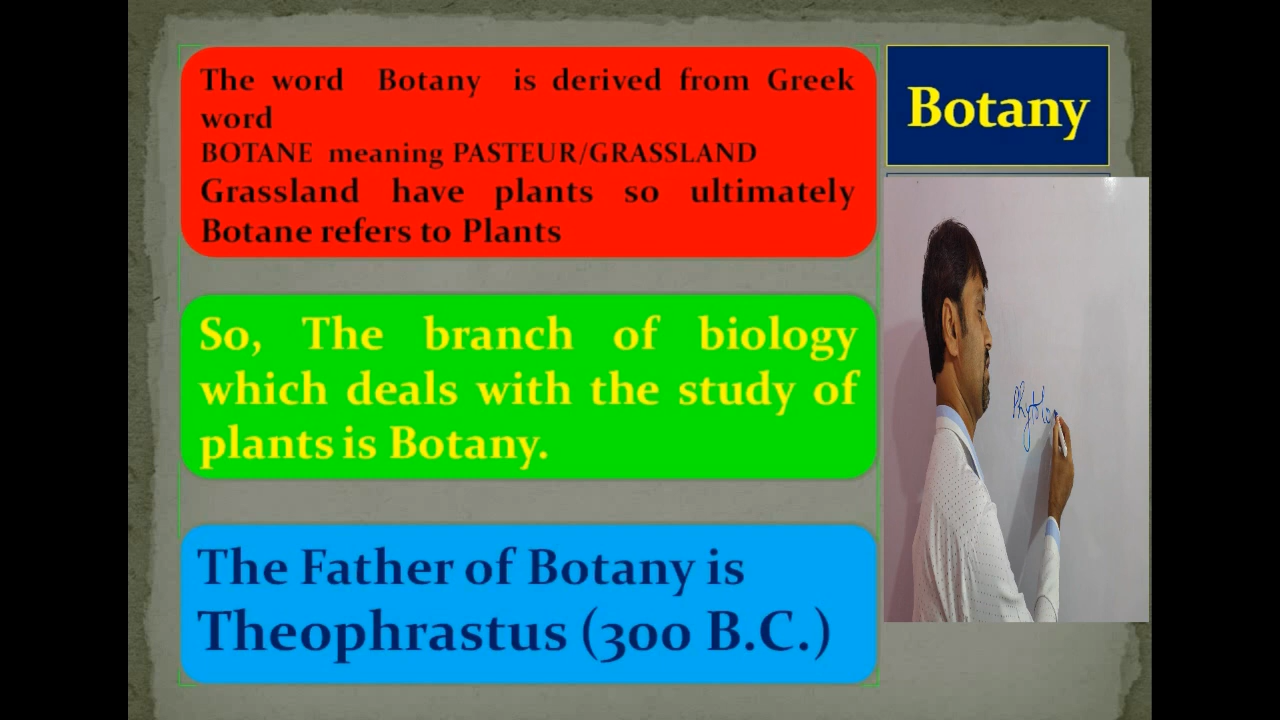 The word Botany is derived from Greek
word
BOTANE meaning PASTEUR/GRASSLAND
Grassland have plants so ultimately
Botane refers to Plants
So, The branch of biology
which deals with the study of
plants is Botany.
The Father of Botany is
Theophrastus (300 B.C.)
Botany